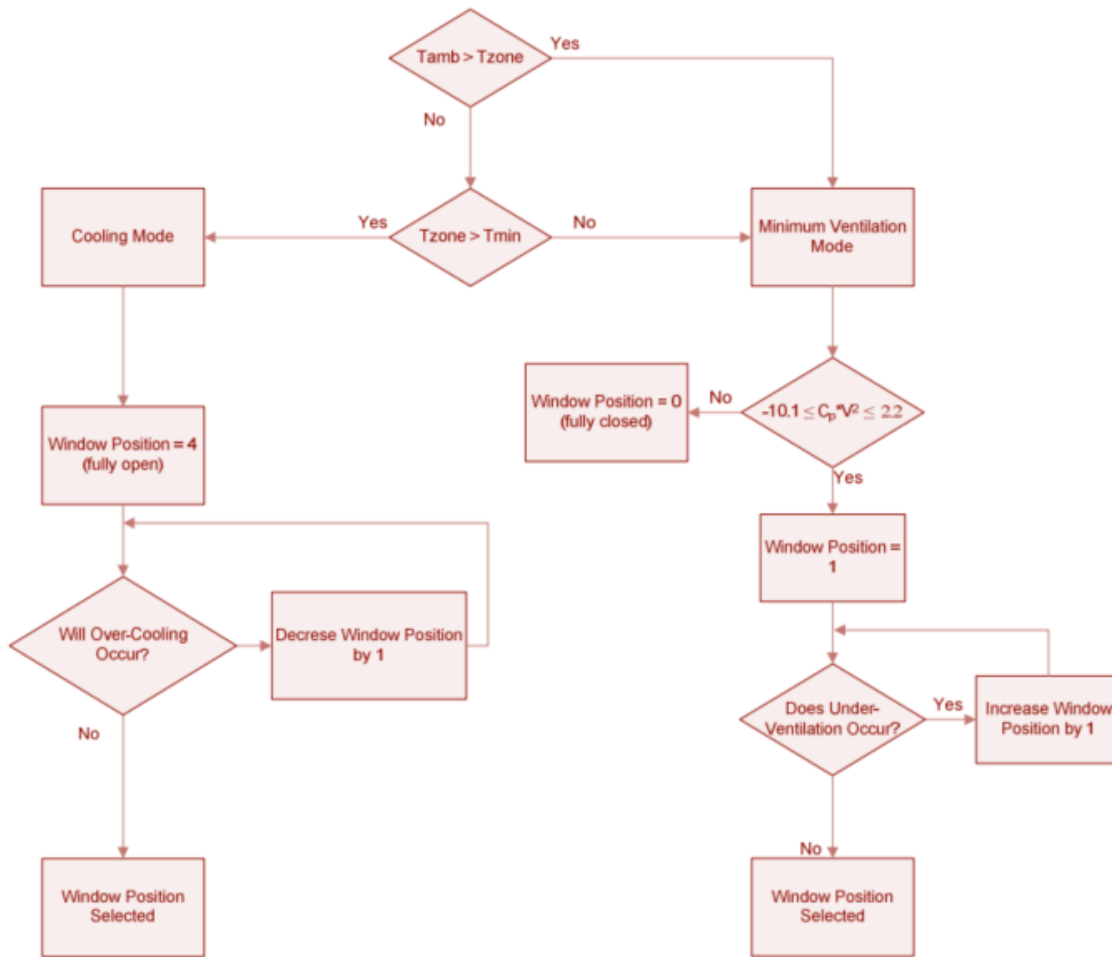 Tamb > Tzone
Yes
No
Cooling Mode
Yes
Tzone > Tmin
No
Minimum Ventilation
Mode
Window Position = 0
(fully closed)
No
-10.1 ≤ Cp*V² ≤ 2.2
Yes
Window Position = 4
(fully open)
Window Position =
1
Will Over-Cooling
Occur?
Decrese Window Position
by 1
No
Does Under-
Ventilation Occur?
Yes
Increase Window
Position by 1
No
Window Position
Selected
Window Position
Selected